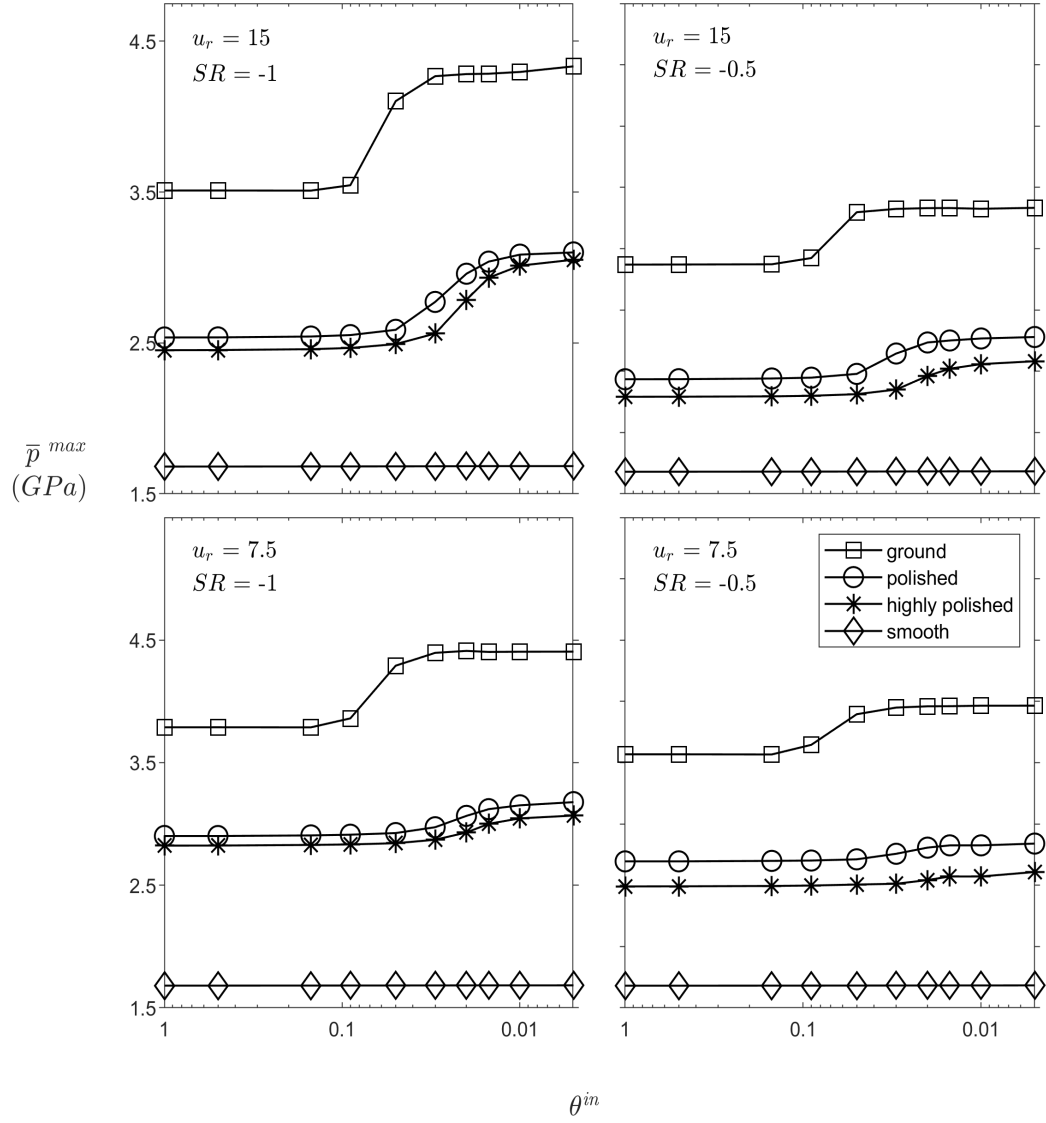 u_r = 15
SR = -1
4.5
3.5
2.5
1.5
u_r = 15
SR = -0.5
p̅ ^max
(GPa)
u_r = 7.5
SR = -1
4.5
3.5
2.5
1.5
1 0.1 0.01
u_r = 7.5
SR = -0.5
ground
polished
highly polished
smooth
1 0.1 0.01
θ^in